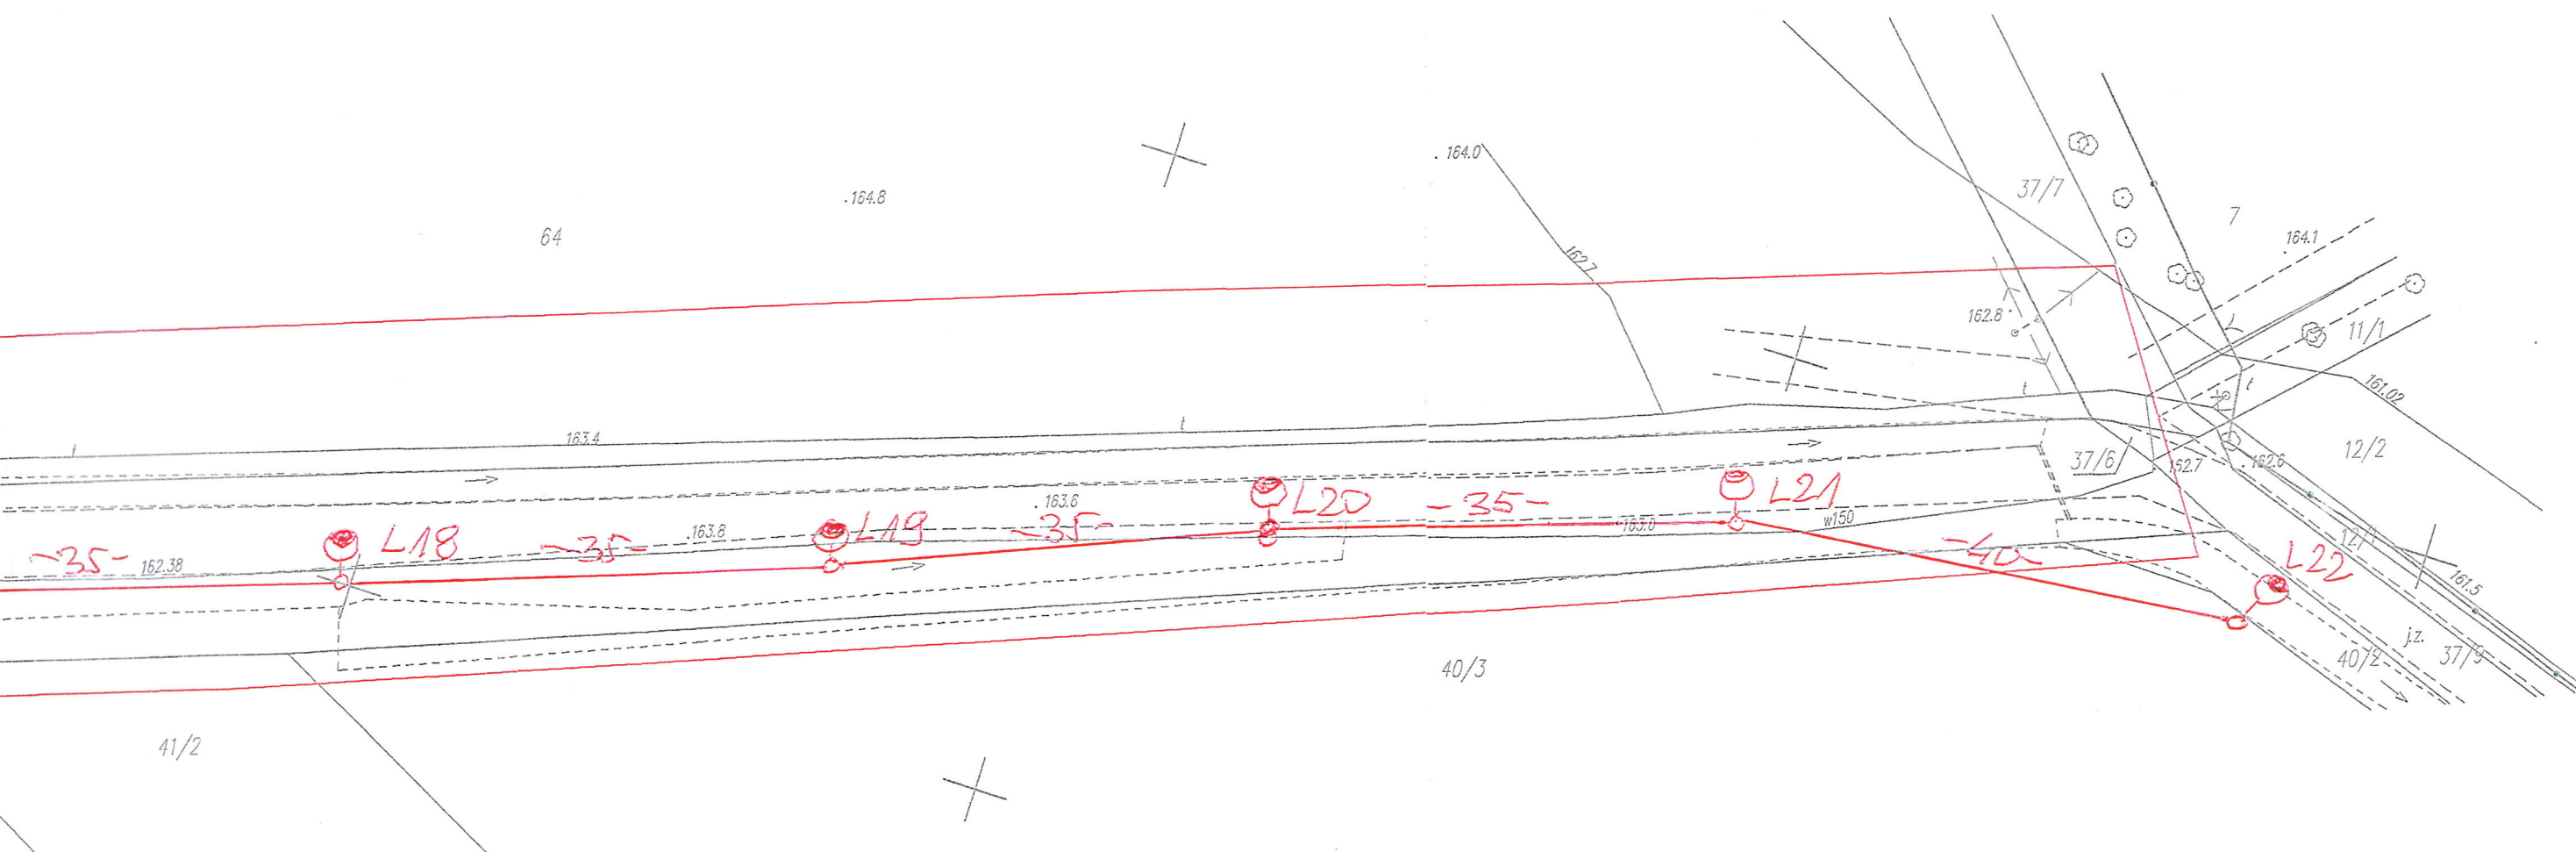 . 164.0
37/7
.164.8
7
64
164.1
162.7
162.8
11/1
161.02
t
t
t
t
163.4
12/2
37/6
162.7
.162.6
L21
L20
-35-
163.6
w150
163.0
-35-
L19
163.8
L18
-35-
-35-
162.38
12/1
-40-
L22
161.5
j.z.
40/2
37/9
40/3
41/2